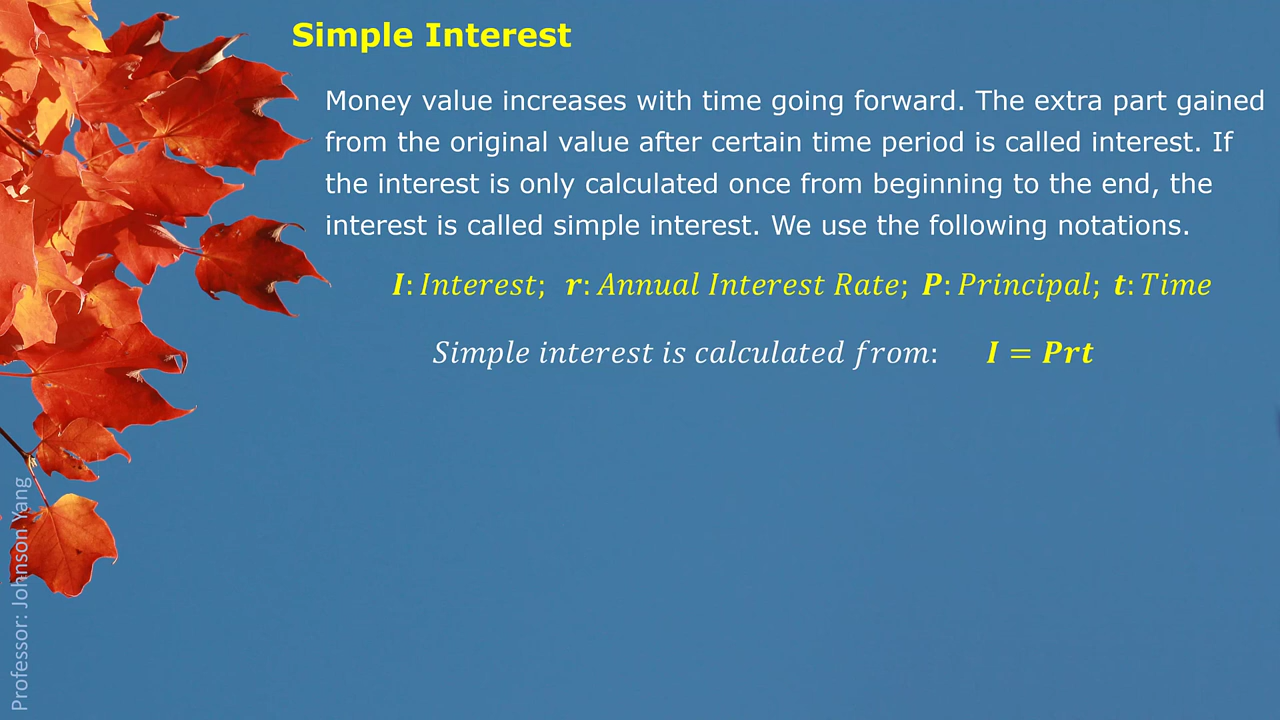 Simple Interest
Money value increases with time going forward. The extra part gained
from the original value after certain time period is called interest. If
the interest is only calculated once from beginning to the end, the
interest is called simple interest. We use the following notations.
I: Interest; r: Annual Interest Rate; P: Principal; t: Time
Simple interest is calculated from: I = Prt
Professor: Johnson Yang